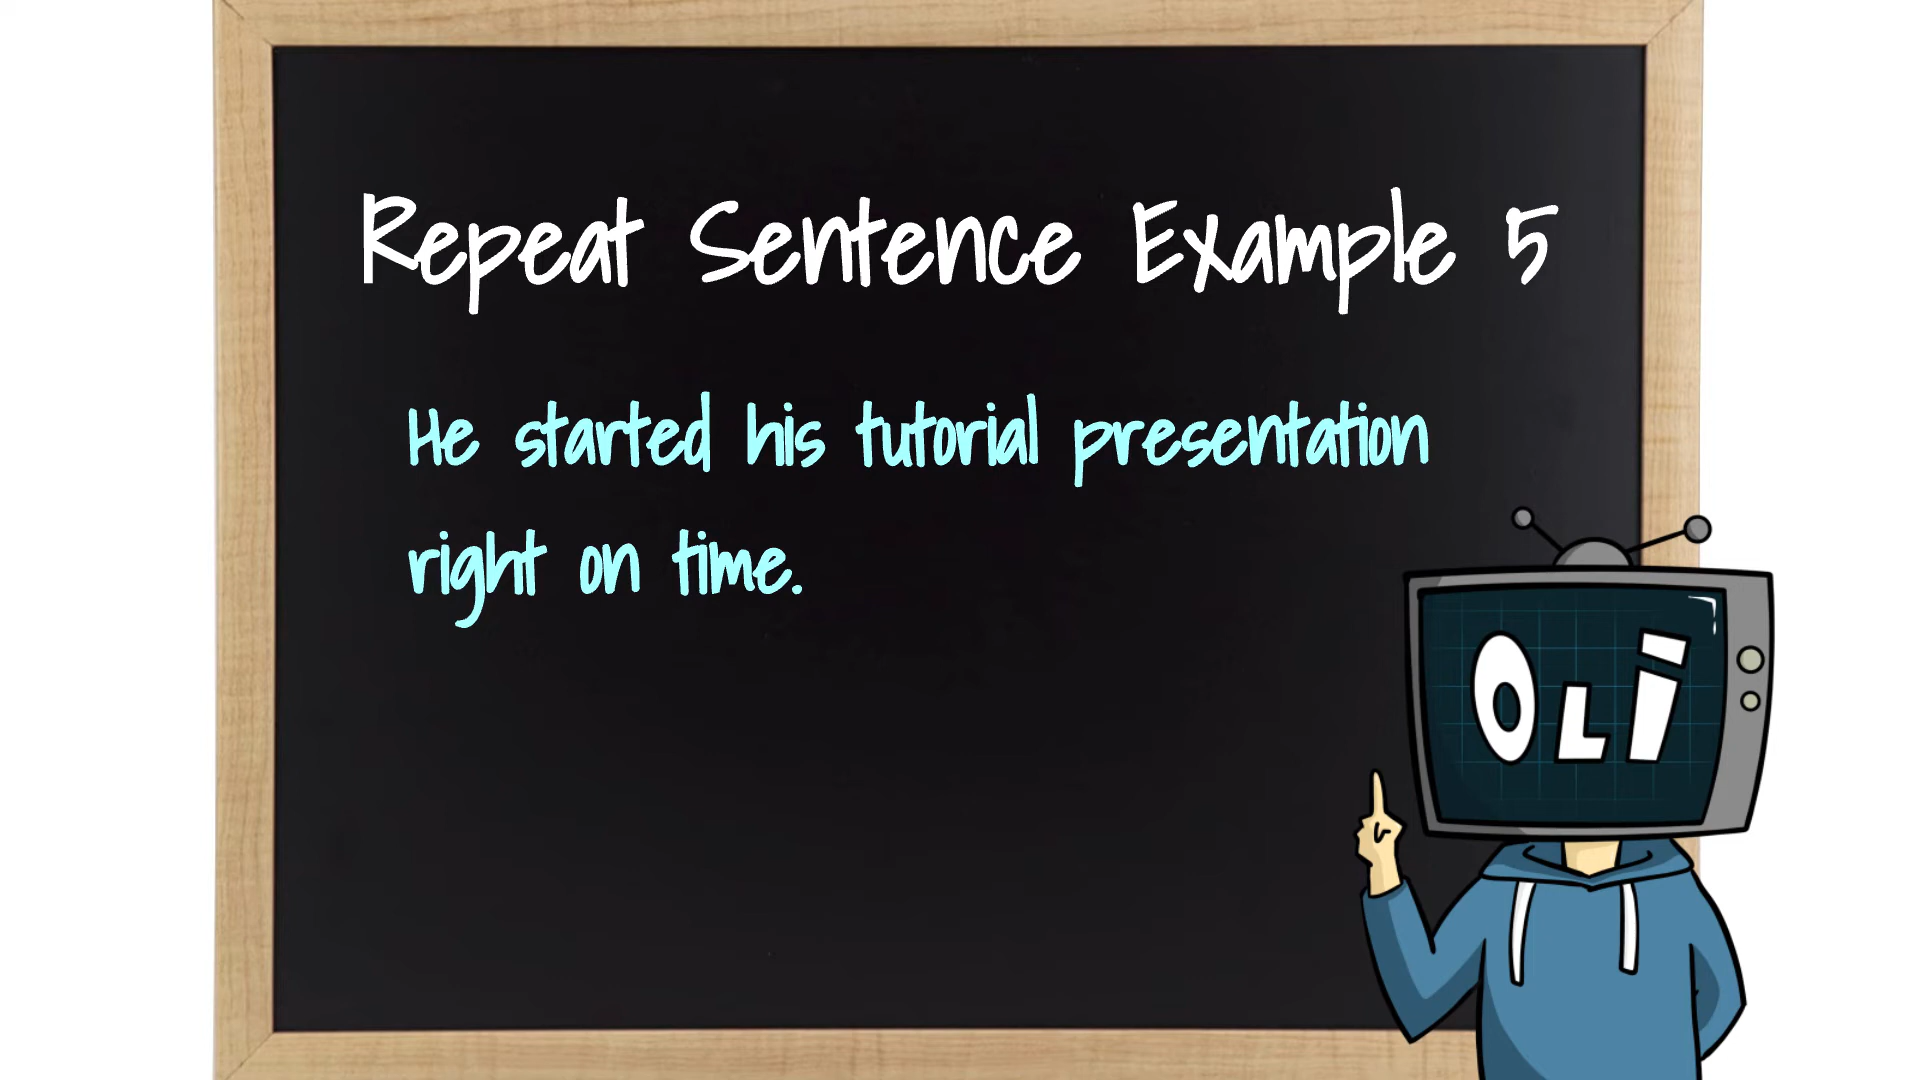 Repeat Sentence Example 5
He started his tutorial presentation
right on time.
OLI